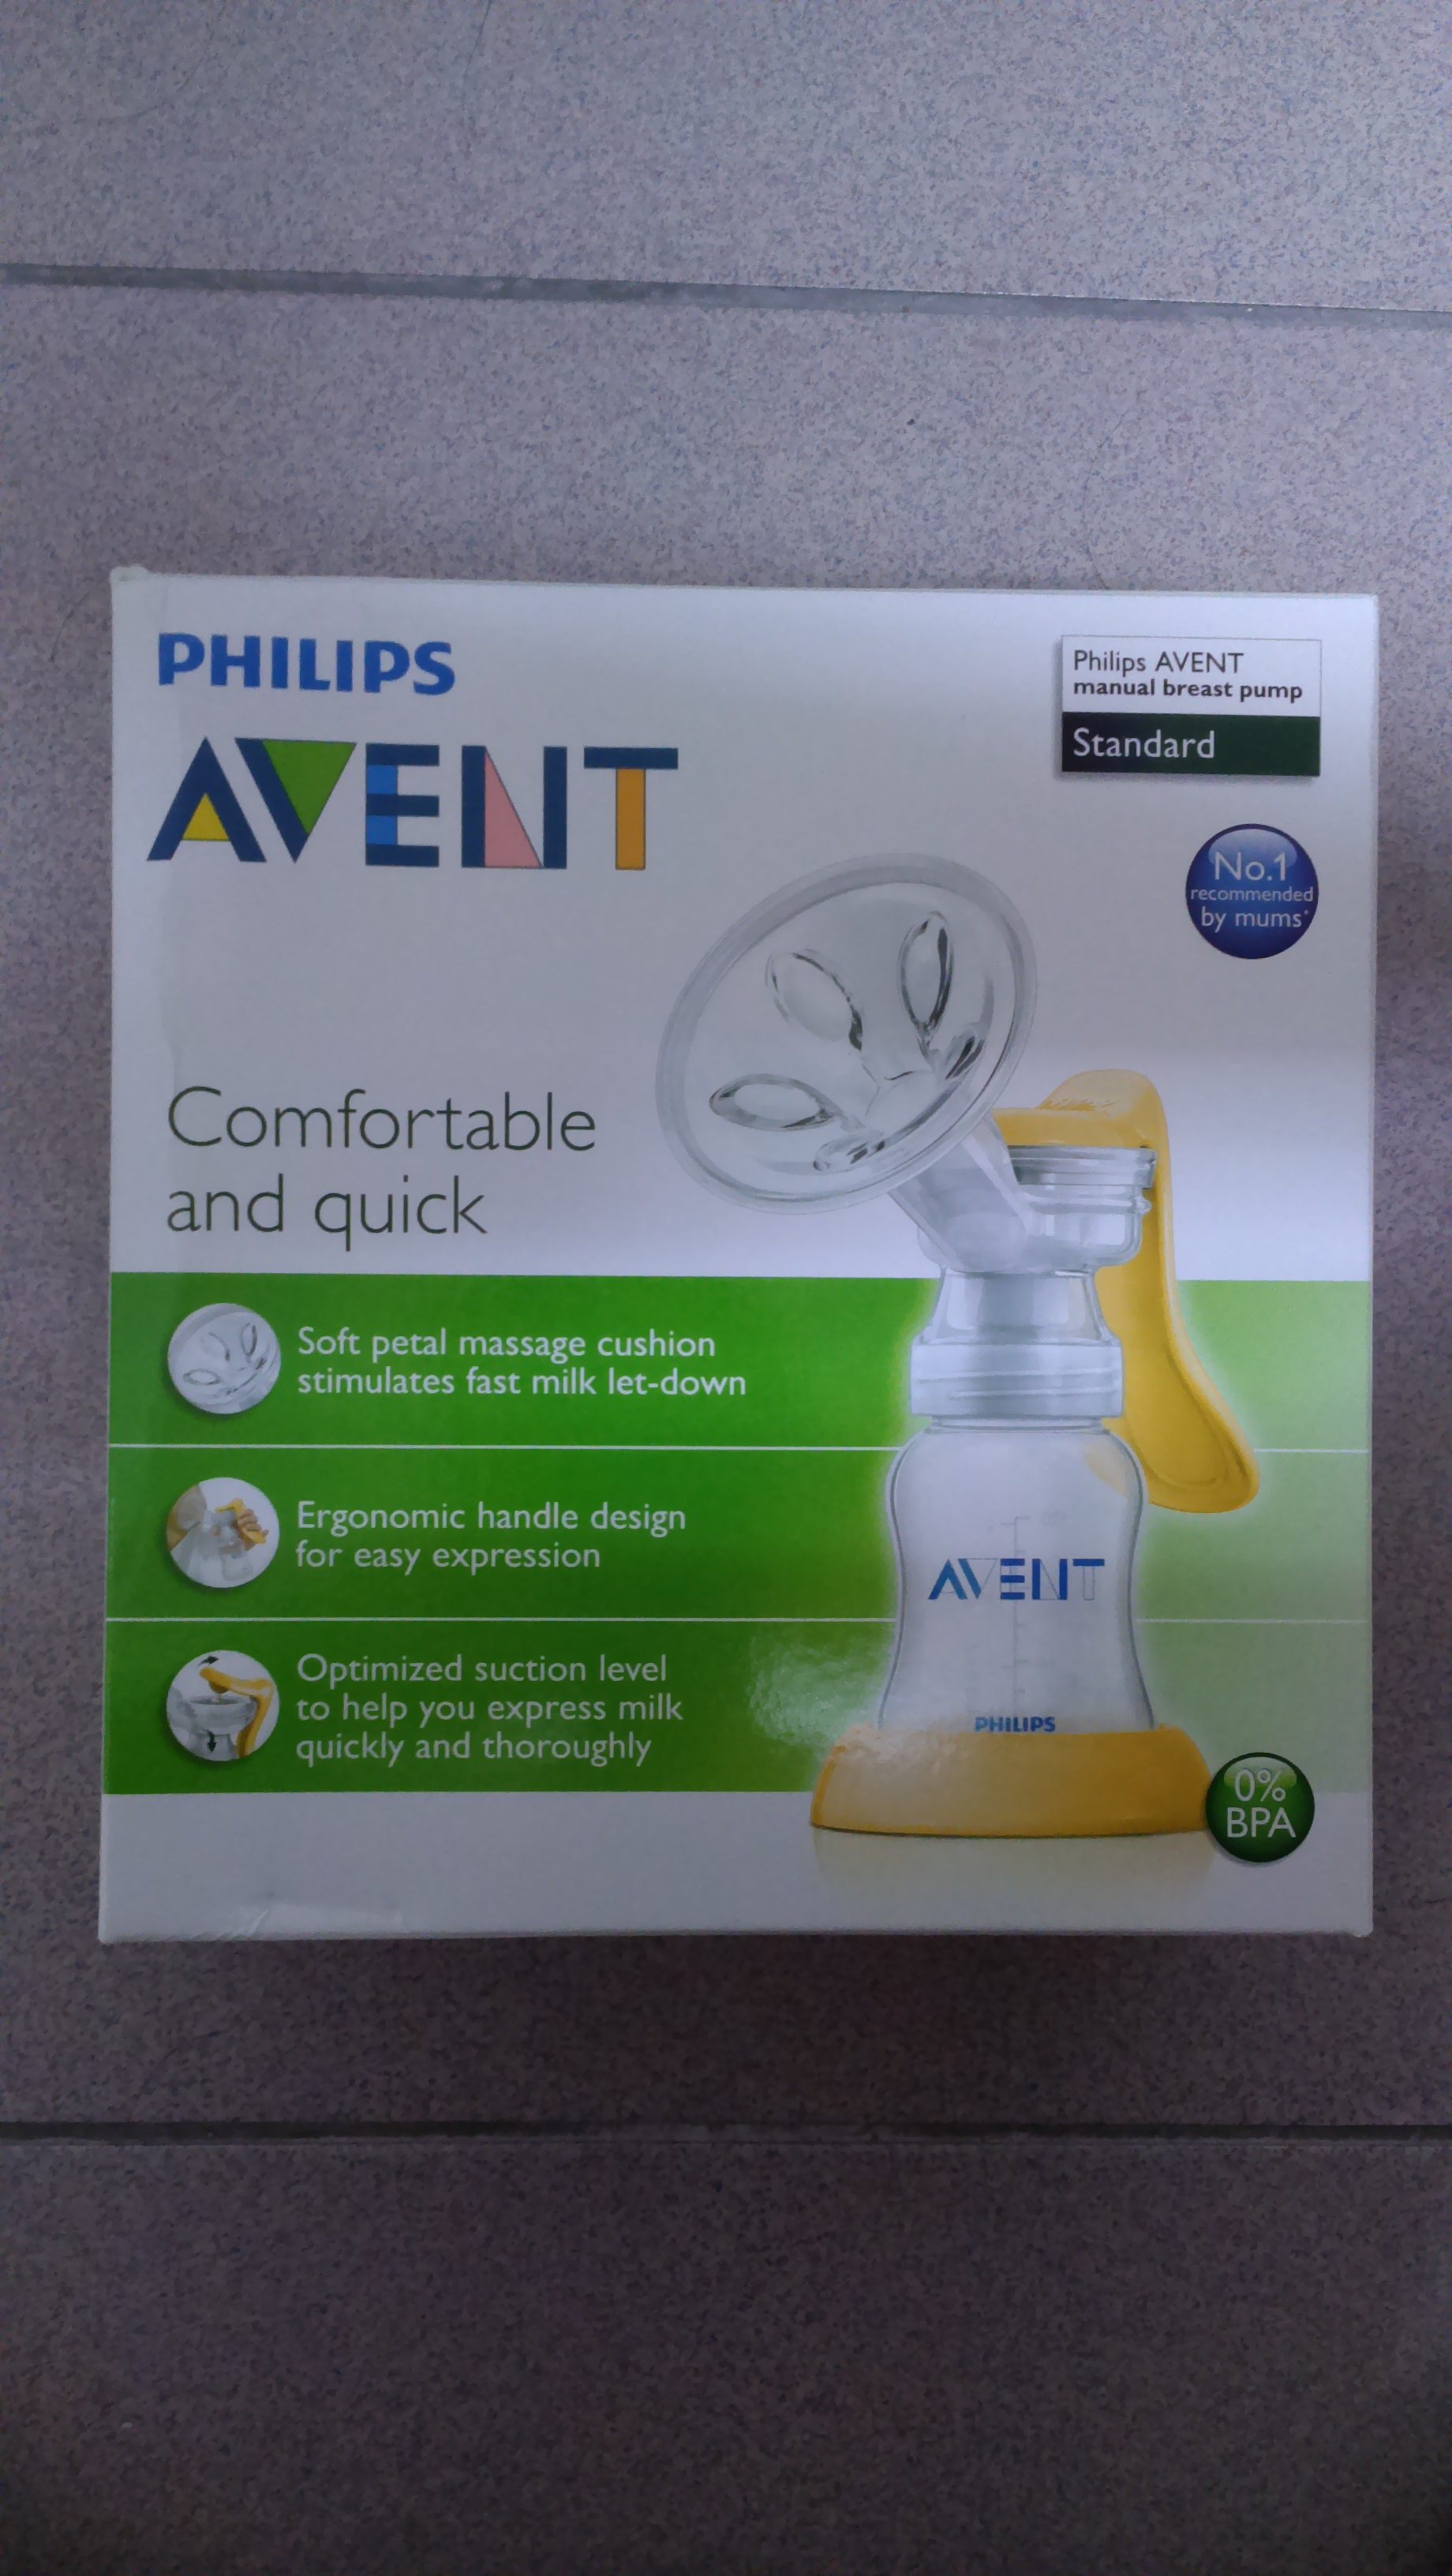 PHILIPS
AVENT
Philips AVENT
manual breast pump
Standard
No.1
recommended
by mums*
Comfortable
and quick
Soft petal massage cushion
stimulates fast milk let-down
Ergonomic handle design
for easy expression
Optimized suction level
to help you express milk
quickly and thoroughly
AVENT
PHILIPS
0%
BPA